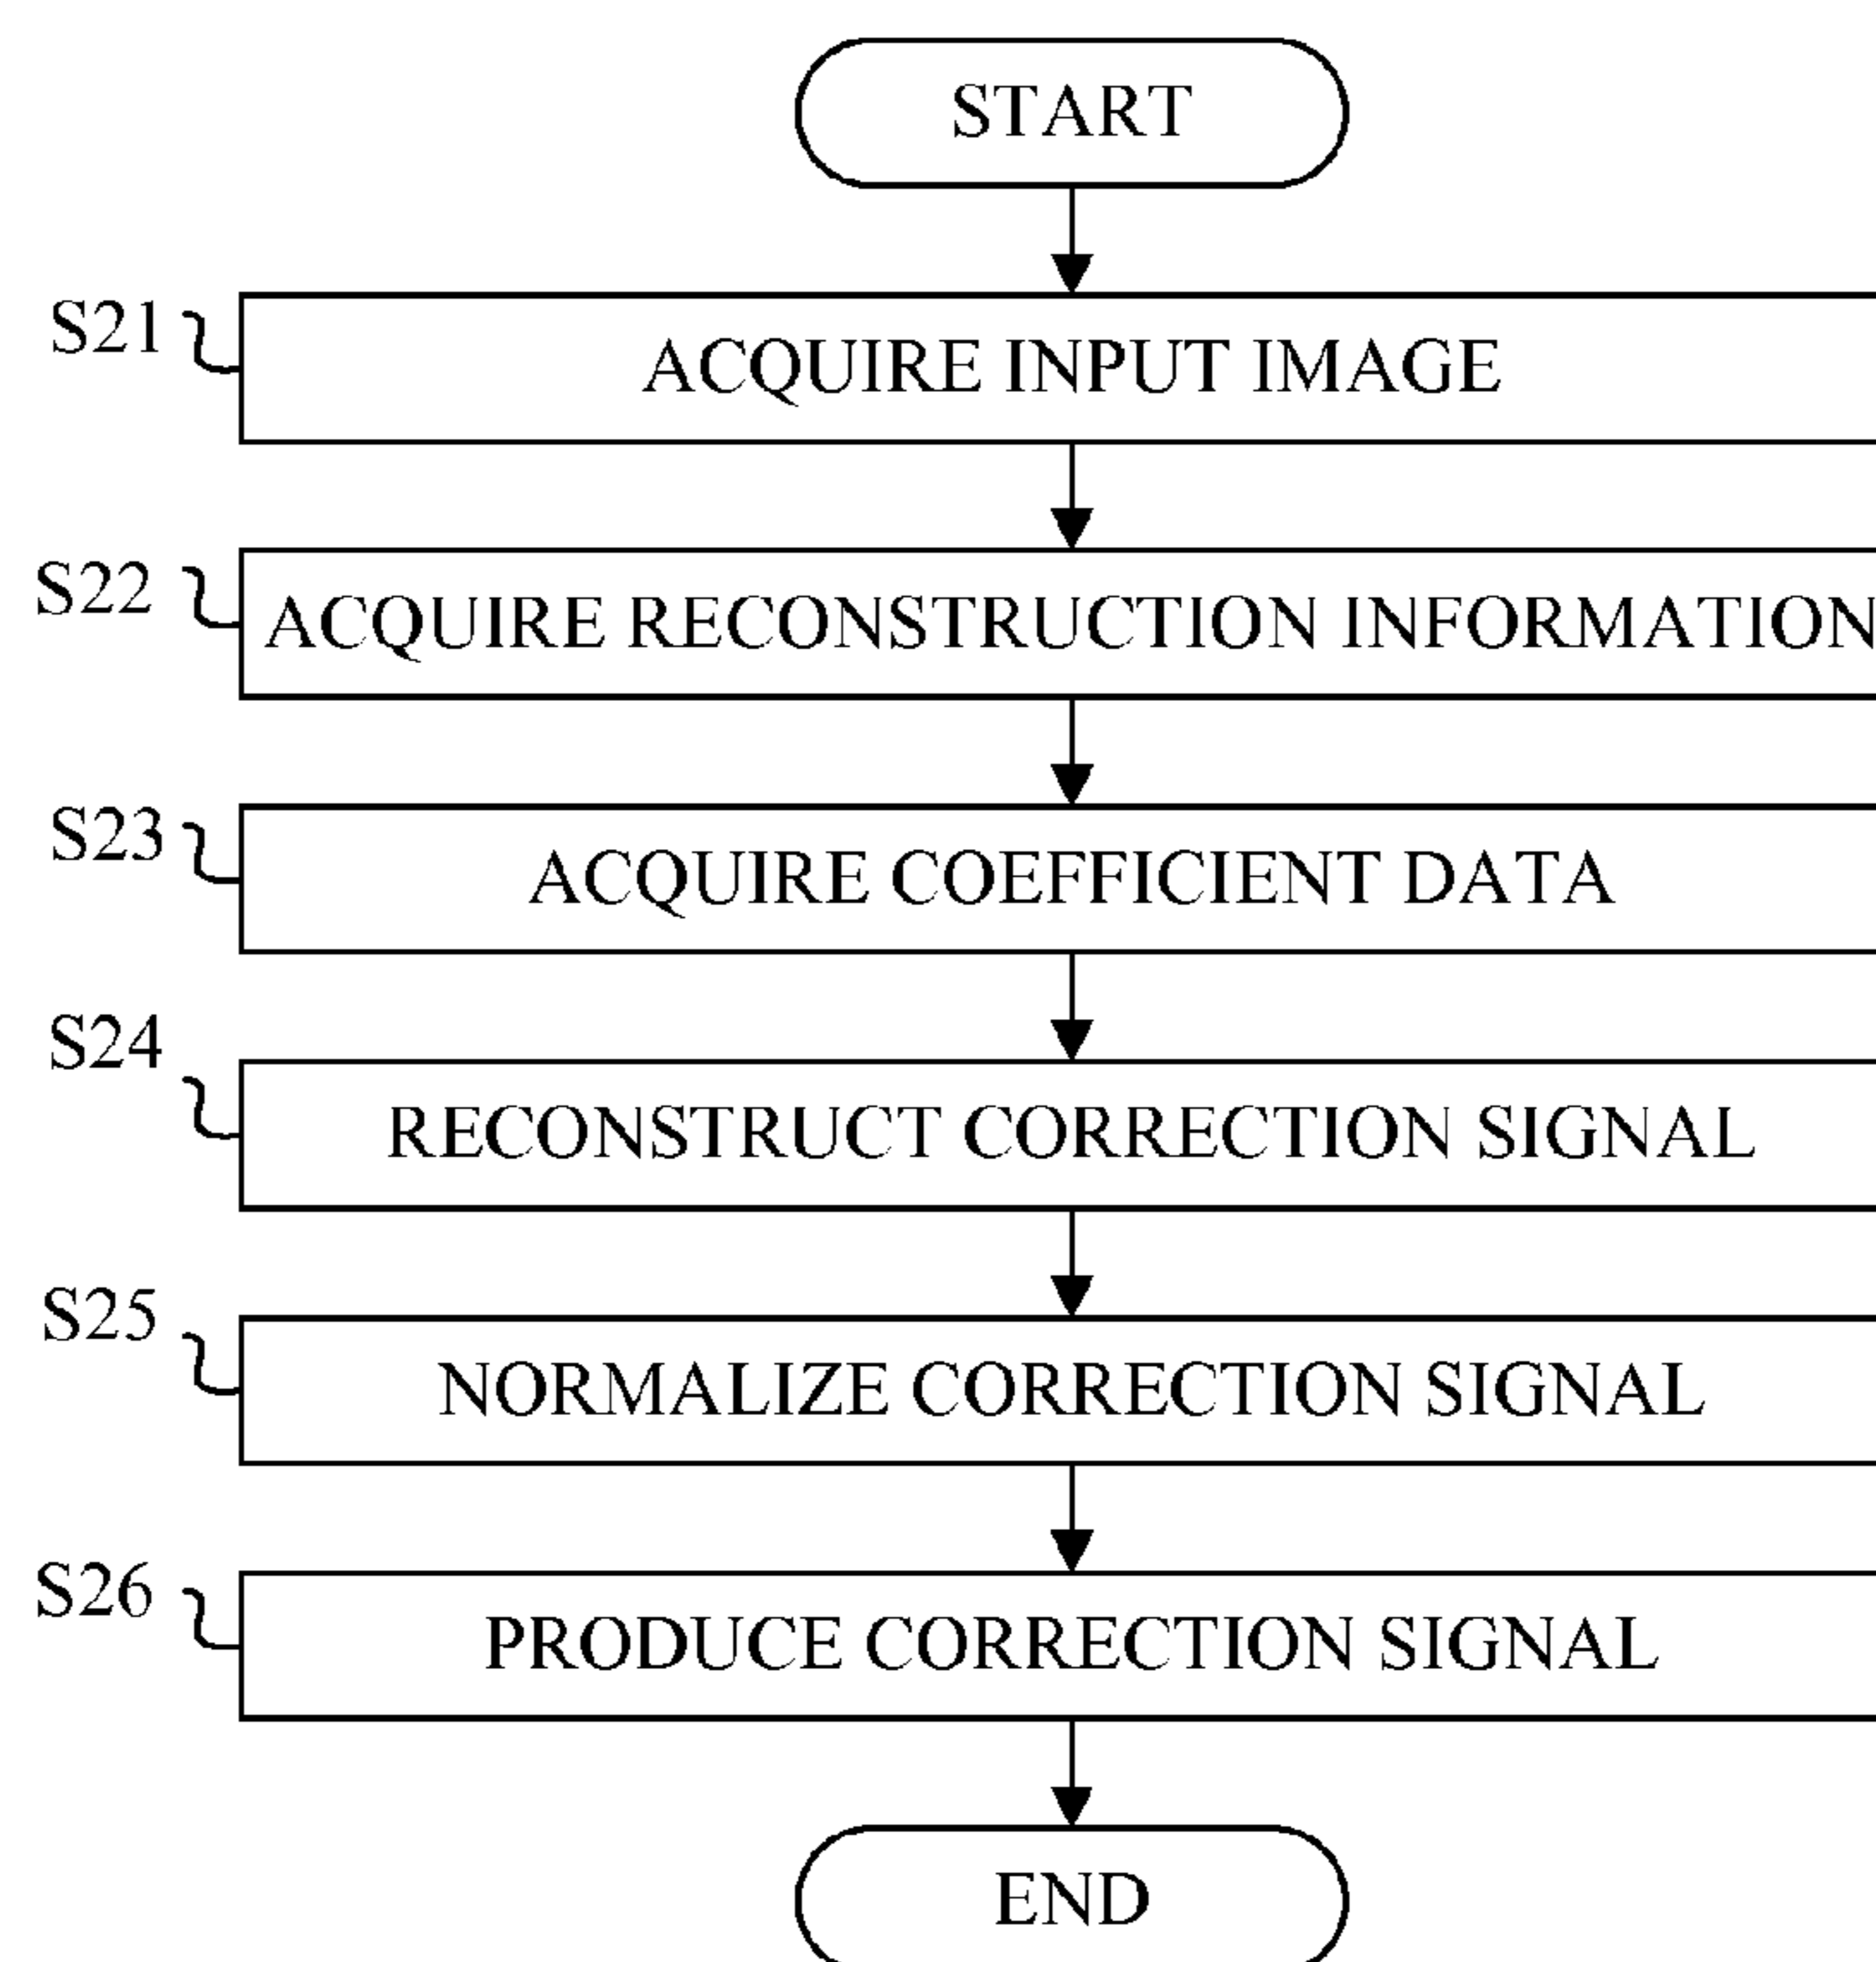 START
S21
ACQUIRE INPUT IMAGE
S22
ACQUIRE RECONSTRUCTION INFORMATION
S23
ACQUIRE COEFFICIENT DATA
S24
RECONSTRUCT CORRECTION SIGNAL
S25
NORMALIZE CORRECTION SIGNAL
S26
PRODUCE CORRECTION SIGNAL
END